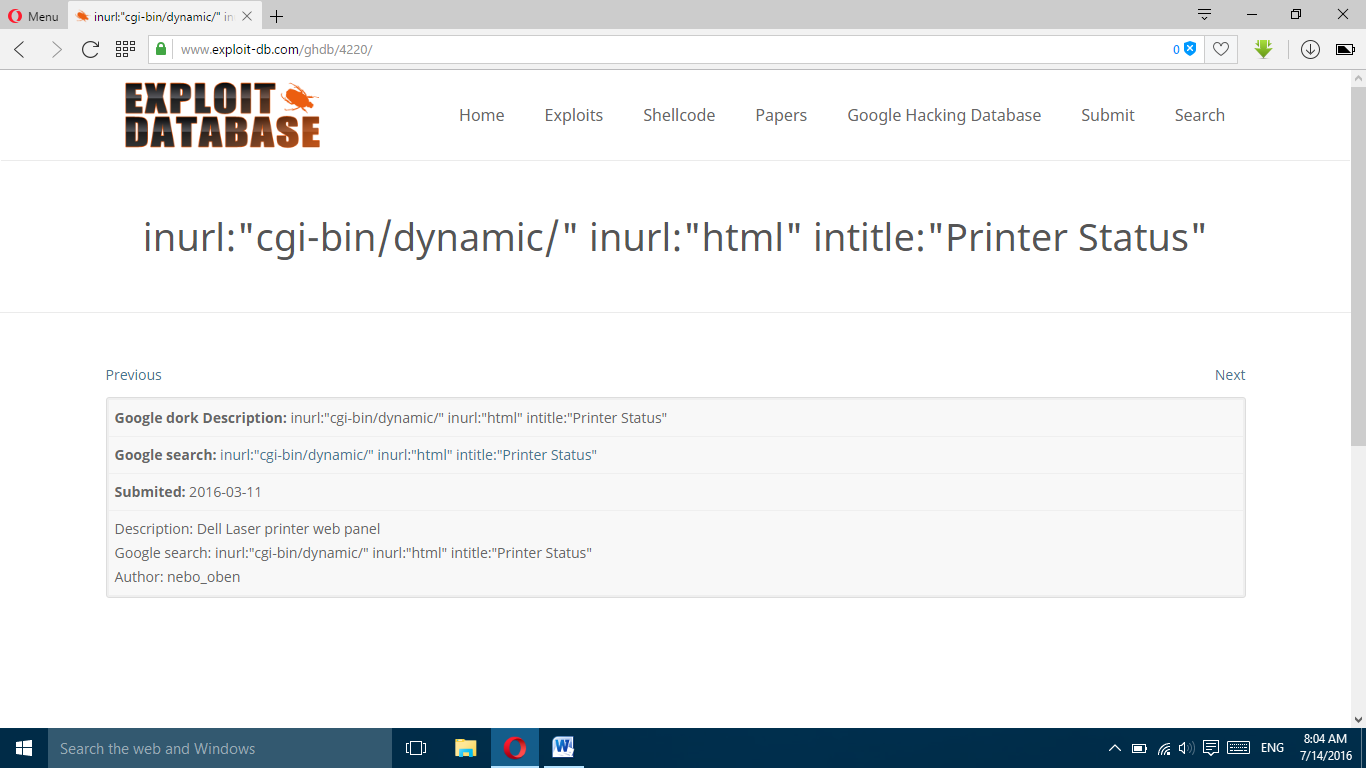 Menu
inurl:"cgi-bin/dynamic/" in
www.exploit-db.com/ghdb/4220/
0
EXPLOIT
DATABASE
Home
Exploits
Shellcode
Papers
Google Hacking Database
Submit
Search
inurl:"cgi-bin/dynamic/" inurl:"html" intitle:"Printer Status"
Previous
Next
Google dork Description: inurl:"cgi-bin/dynamic/" inurl:"html" intitle:"Printer Status"
Google search: inurl:"cgi-bin/dynamic/" inurl:"html" intitle:"Printer Status"
Submited: 2016-03-11
Description: Dell Laser printer web panel
Google search: inurl:"cgi-bin/dynamic/" inurl:"html" intitle:"Printer Status"
Author: nebo_oben
Search the web and Windows
ENG
8:04 AM
7/14/2016